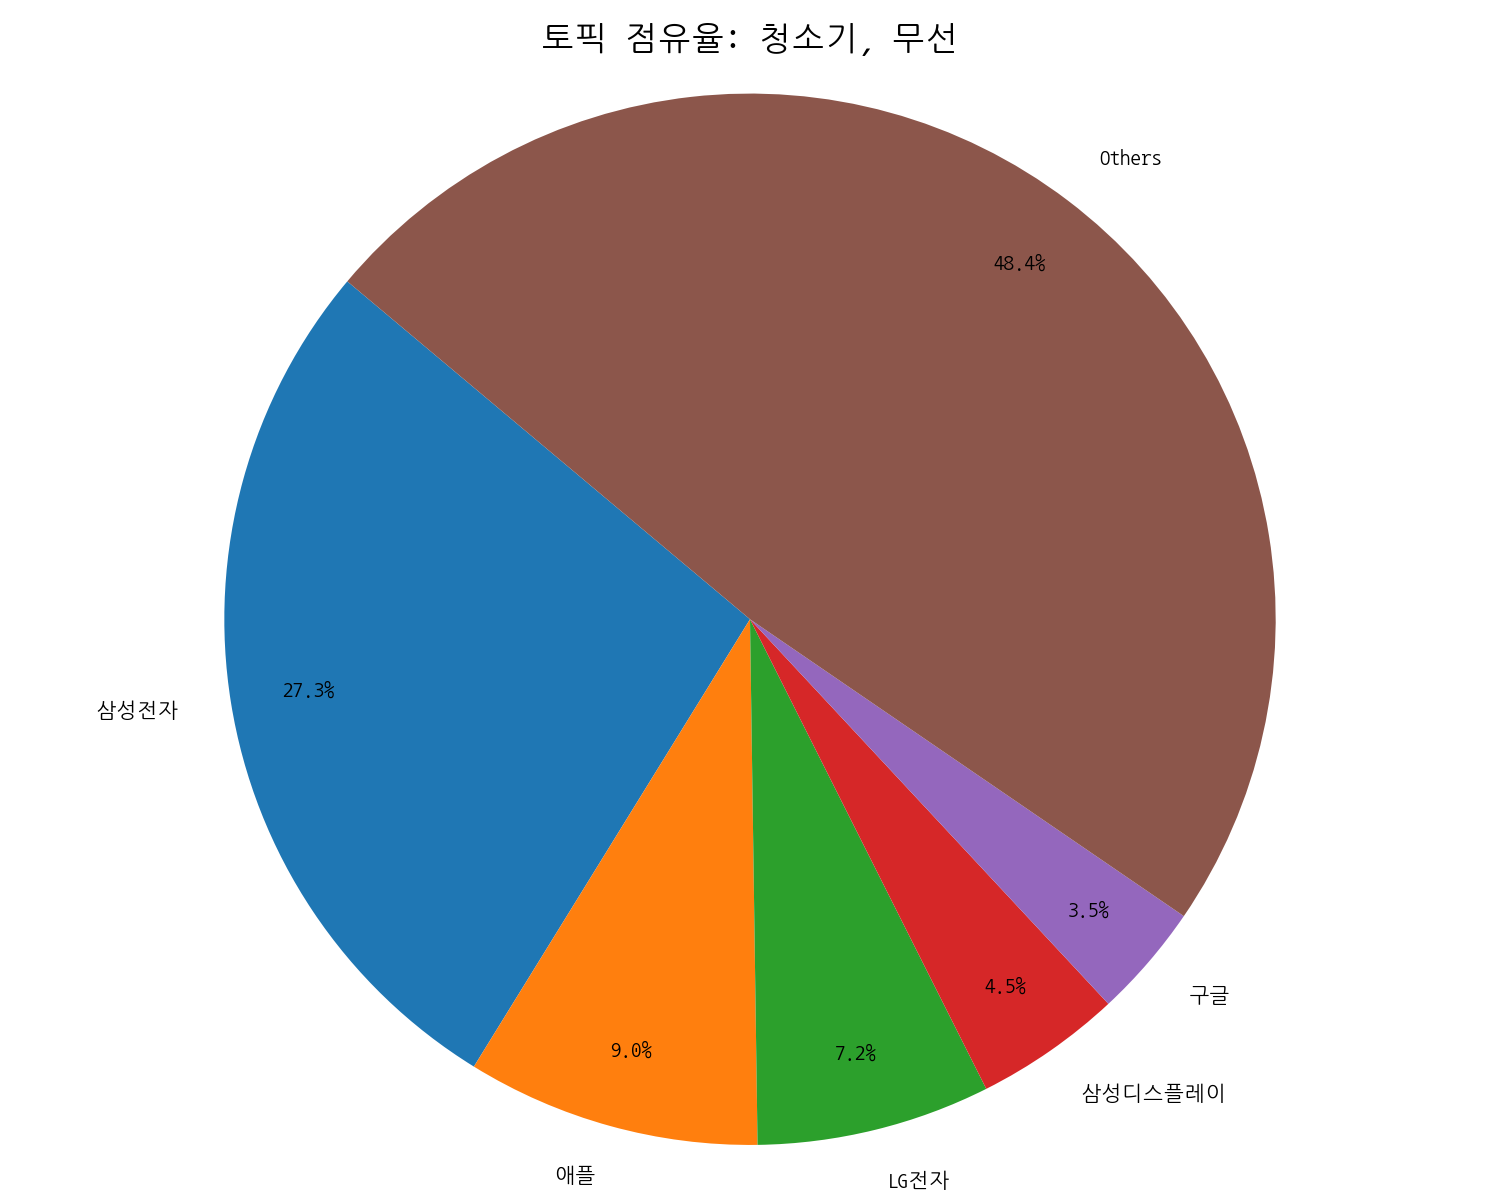 토픽 점유율: 청소기, 무선
Others
48.4%
27.3%
삼성전자
3.5%
4.5%
구글
9.0%
7.2%
삼성디스플레이
애플
LG전자